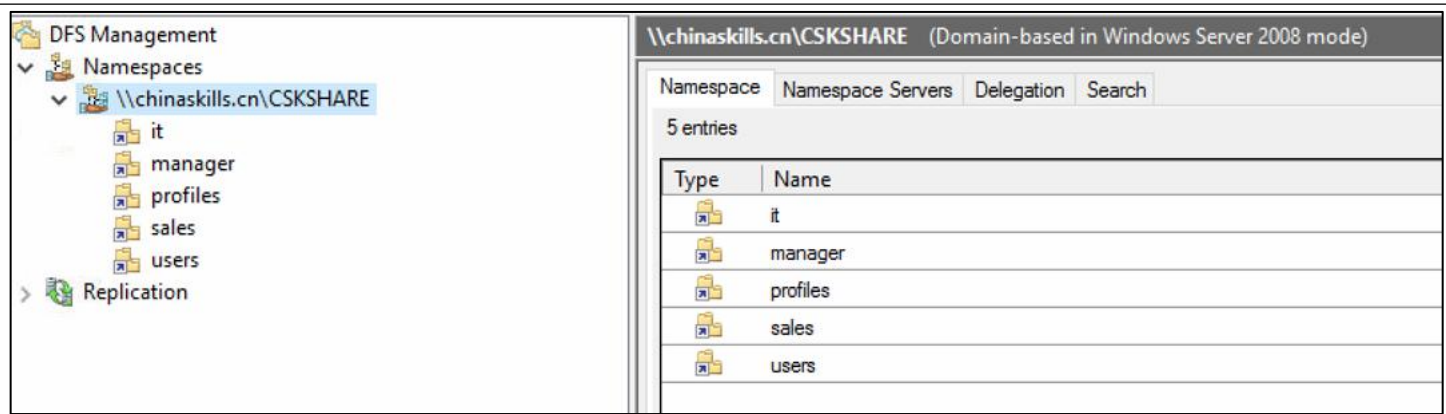 DFS Management
Namespaces
\\chinaskills.cn\CSKSHARE
it
manager
profiles
sales
users
Replication
\\chinaskills.cn\CSKSHARE (Domain-based in Windows Server 2008 mode)
Namespace Namespace Servers Delegation Search
5 entries
Type Name
it
manager
profiles
sales
users